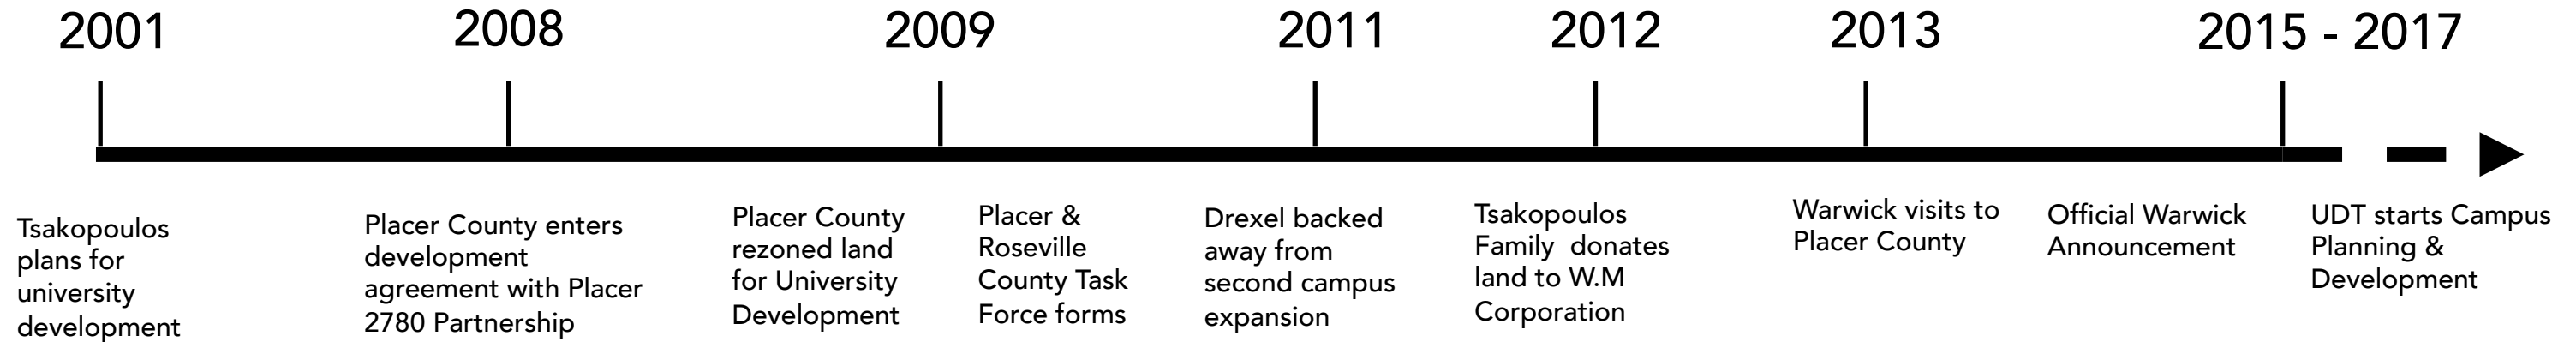 2001
2008
2009
2011
2012
2013
2015 - 2017
Tsakopoulos
plans for
university
development
Placer County enters
development
agreement with Placer
2780 Partnership
Placer County
rezoned land
for University
Development
Placer &
Roseville
County Task
Force forms
Drexel backed
away from
second campus
expansion
Tsakopoulos
Family donates
land to W.M
Corporation
Warwick visits to
Placer County
Official Warwick
Announcement
UDT starts Campus
Planning &
Development